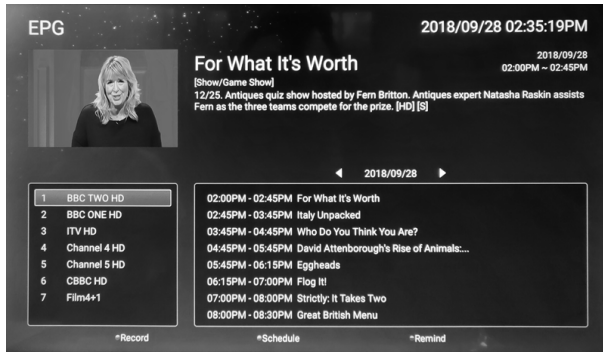 EPG
2018/09/28 02:35:19PM
For What It's Worth
2018/09/28
02:00PM ~ 02:45PM
[Show/Game Show]
12/25. Antiques quiz show hosted by Fern Britton. Antiques expert Natasha Raskin assists
Fern as the three teams compete for the prize. [HD] [S]
◀ 2018/09/28 ▶
1 BBC TWO HD
2 BBC ONE HD
3 ITV HD
4 Channel 4 HD
5 Channel 5 HD
6 CBBC HD
7 Film4+1
02:00PM - 02:45PM For What It's Worth
02:45PM - 03:45PM Italy Unpacked
03:45PM - 04:45PM Who Do You Think You Are?
04:45PM - 05:45PM David Attenborough's Rise of Animals:...
05:45PM - 06:15PM Eggheads
06:15PM - 07:00PM Flog It!
07:00PM - 08:00PM Strictly: It Takes Two
08:00PM - 08:30PM Great British Menu
*Record
*Schedule
*Remind